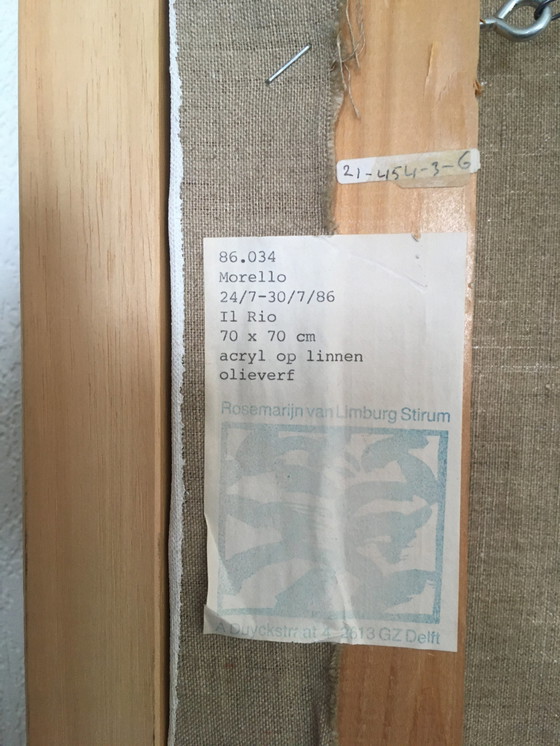 21-454-3-6
86.034
Morello
24/7-30/7/86
Il Rio
70 x 70 cm
acryl op linnen
olieverf
Rosemarijn van Limburg Stirum
A Duyckstraat 4 2613 GZ Delft